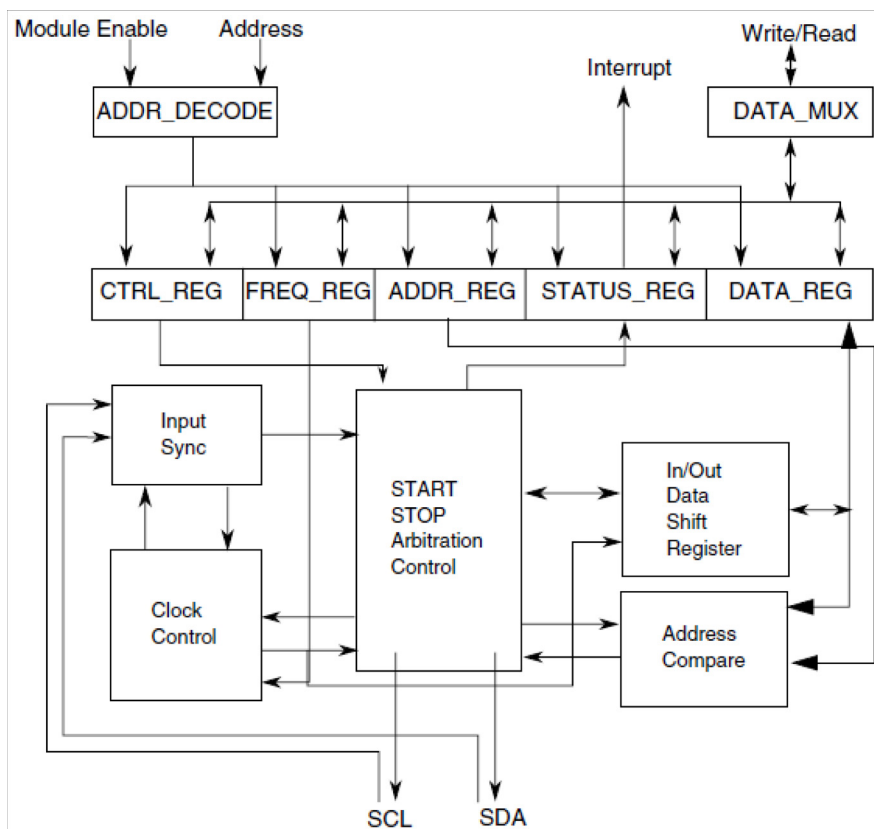 Module Enable
Address
Write/Read
Interrupt
ADDR_DECODE
DATA_MUX
CTRL_REG
FREQ_REG
ADDR_REG
STATUS_REG
DATA_REG
Input
Sync
START
STOP
Arbitration
Control
In/Out
Data
Shift
Register
Clock
Control
Address
Compare
SCL
SDA